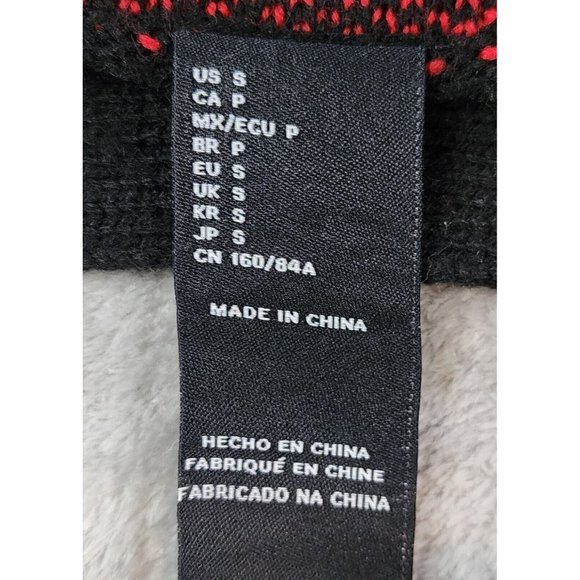 US S
CA P
MX/ECU P
BR P
EU S
UK S
KR S
JP S
CN 160/84A
MADE IN CHINA
HECHO EN CHINA
FABRIQUÉ EN CHINE
FABRICADO NA CHINA